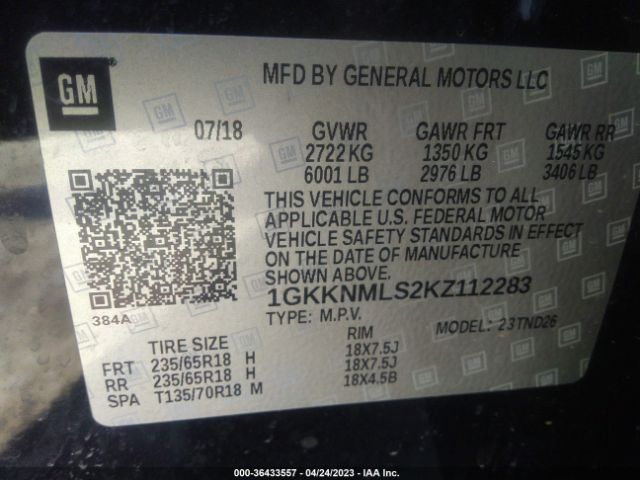 GM
MFD BY GENERAL MOTORS LLC
07/18 GVWR GAWR FRT GAWR RR
2722 KG 1350 KG 1545 KG
6001 LB 2976 LB 3406 LB
THIS VEHICLE CONFORMS TO ALL
APPLICABLE U.S. FEDERAL MOTOR
VEHICLE SAFETY STANDARDS IN EFFECT
ON THE DATE OF MANUFACTURE
SHOWN ABOVE.
1GKKNMLS2KZ112283
384A
TYPE: M.P.V. MODEL: 23TND26
TIRE SIZE RIM
FRT 235/65R18 H 18X7.5J
RR 235/65R18 H 18X7.5J
SPA T135/70R18 M 18X4.5B
000-36433557 - 04/24/2023 - IAA Inc.